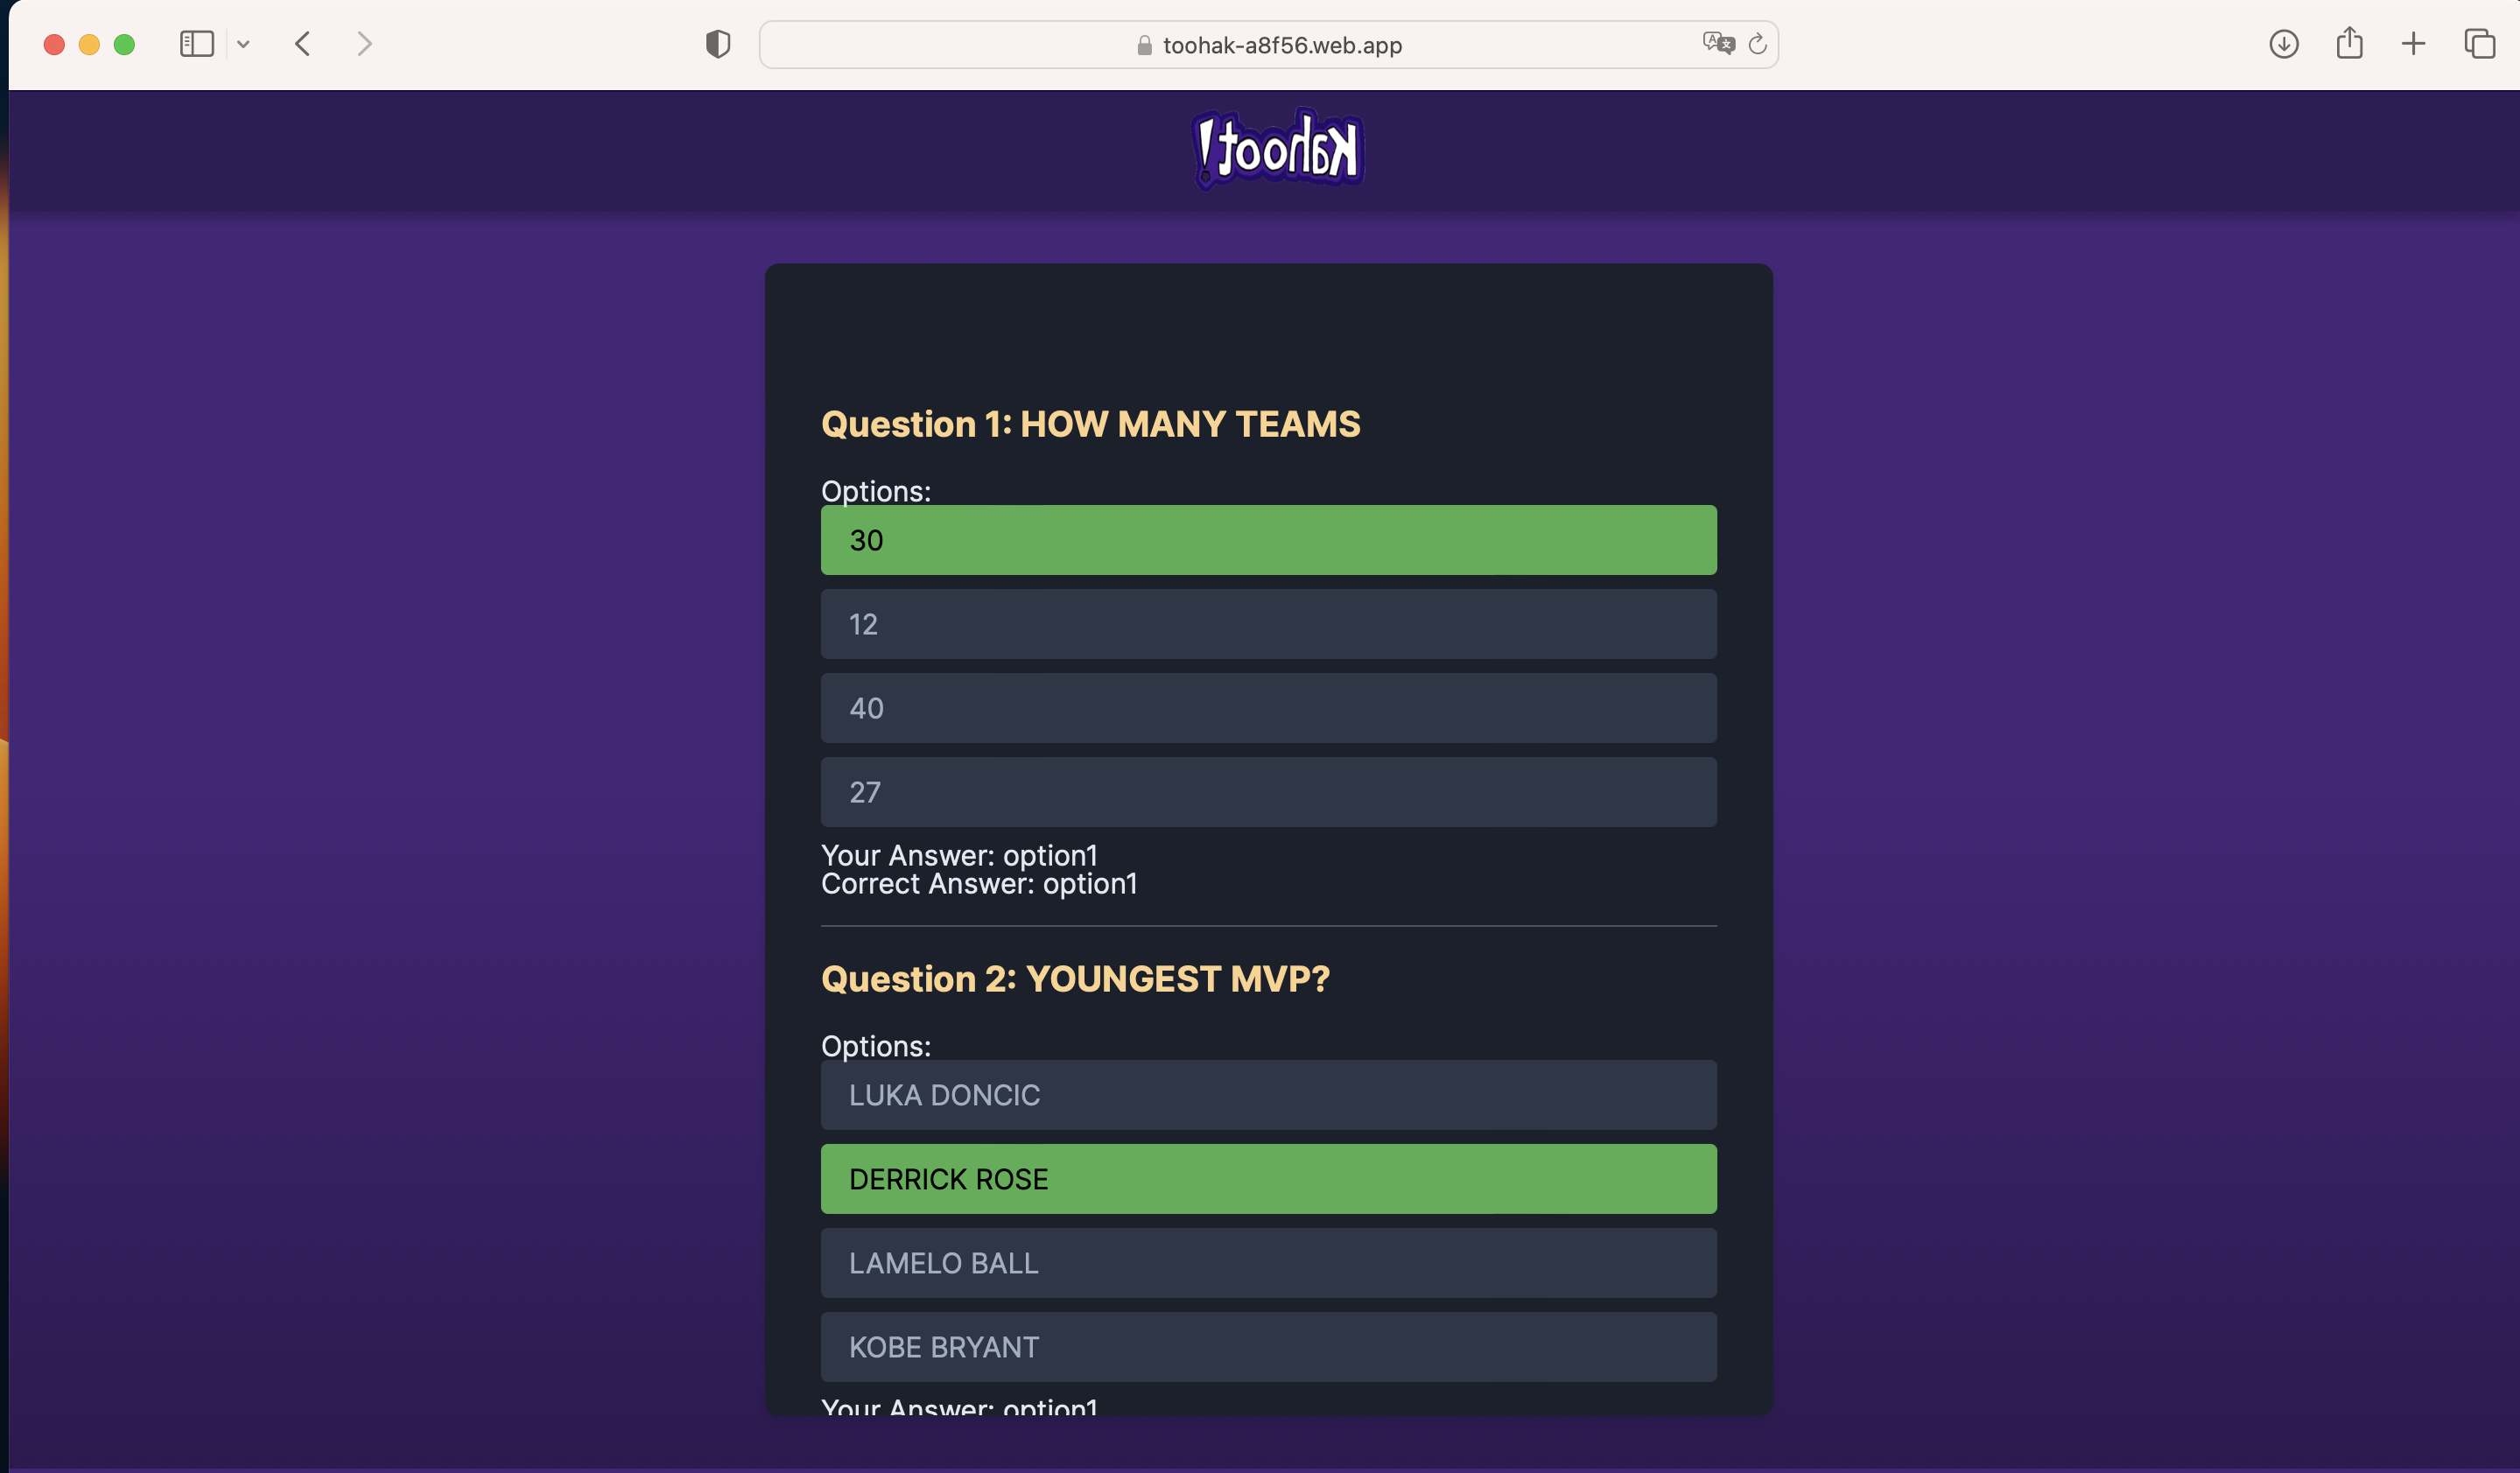 toohak-a8f56.web.app
Kahoot!
Question 1: HOW MANY TEAMS
Options:
30
12
40
27
Your Answer: option1
Correct Answer: option1
Question 2: YOUNGEST MVP?
Options:
LUKA DONCIC
DERRICK ROSE
LAMELO BALL
KOBE BRYANT
Your Answer: option1